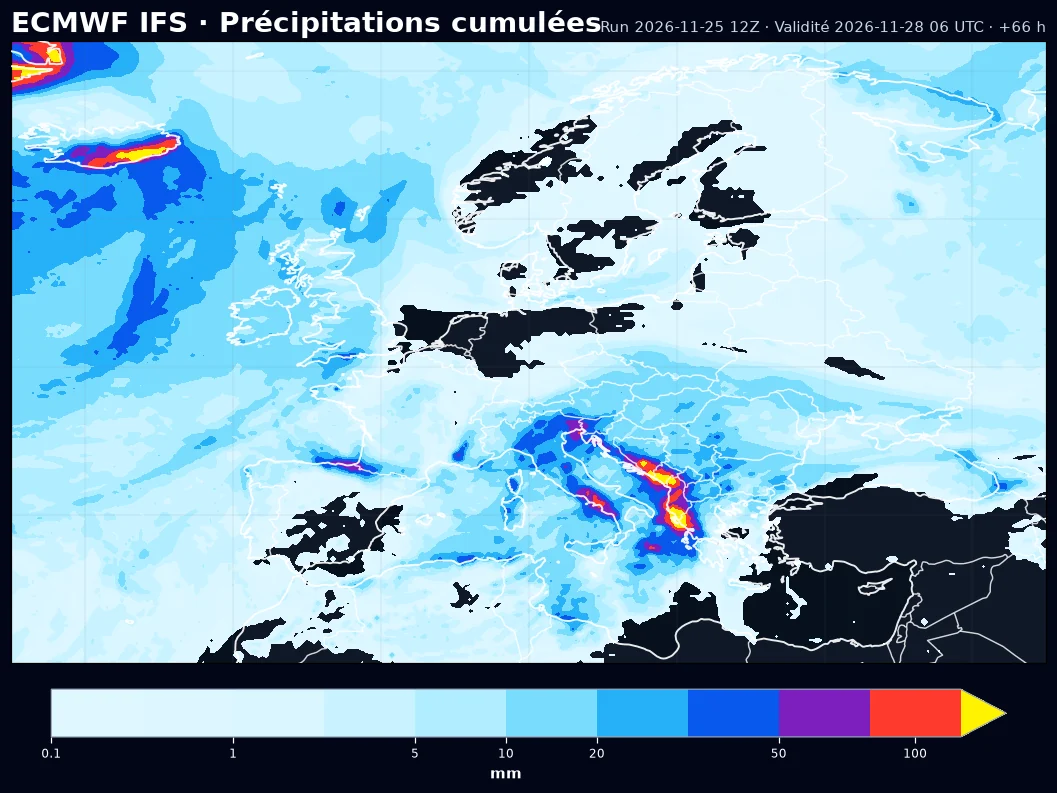 ECMWF IFS · Précipitations cumulées
Run 2026-11-25 12Z · Validité 2026-11-28 06 UTC · +66 h
0.1 1 5 10 20 50 100
mm